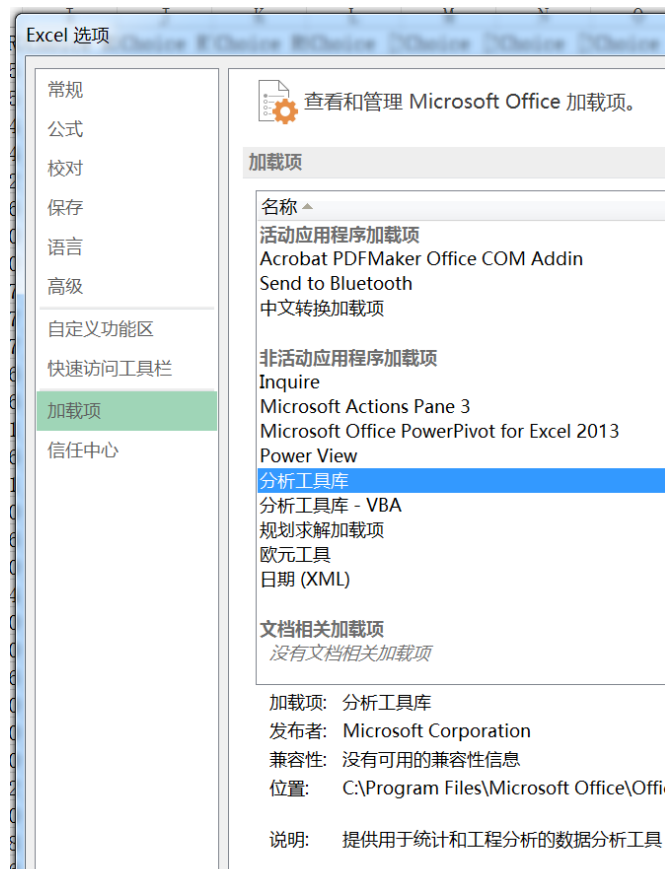 I J K L M N O
Excel 选项
Choice Choice Choice Choice Choice
常规
公式
校对
保存
语言
高级
自定义功能区
快速访问工具栏
加载项
信任中心
查看和管理 Microsoft Office 加载项。
加载项
名称
活动应用程序加载项
Acrobat PDFMaker Office COM Addin
Send to Bluetooth
中文转换加载项
非活动应用程序加载项
Inquire
Microsoft Actions Pane 3
Microsoft Office PowerPivot for Excel 2013
Power View
分析工具库
分析工具库 - VBA
规划求解加载项
欧元工具
日期 (XML)
文档相关加载项
没有文档相关加载项
加载项: 分析工具库
发布者: Microsoft Corporation
兼容性: 没有可用的兼容性信息
位置: C:\Program Files\Microsoft Office\Offi
说明: 提供用于统计和工程分析的数据分析工具